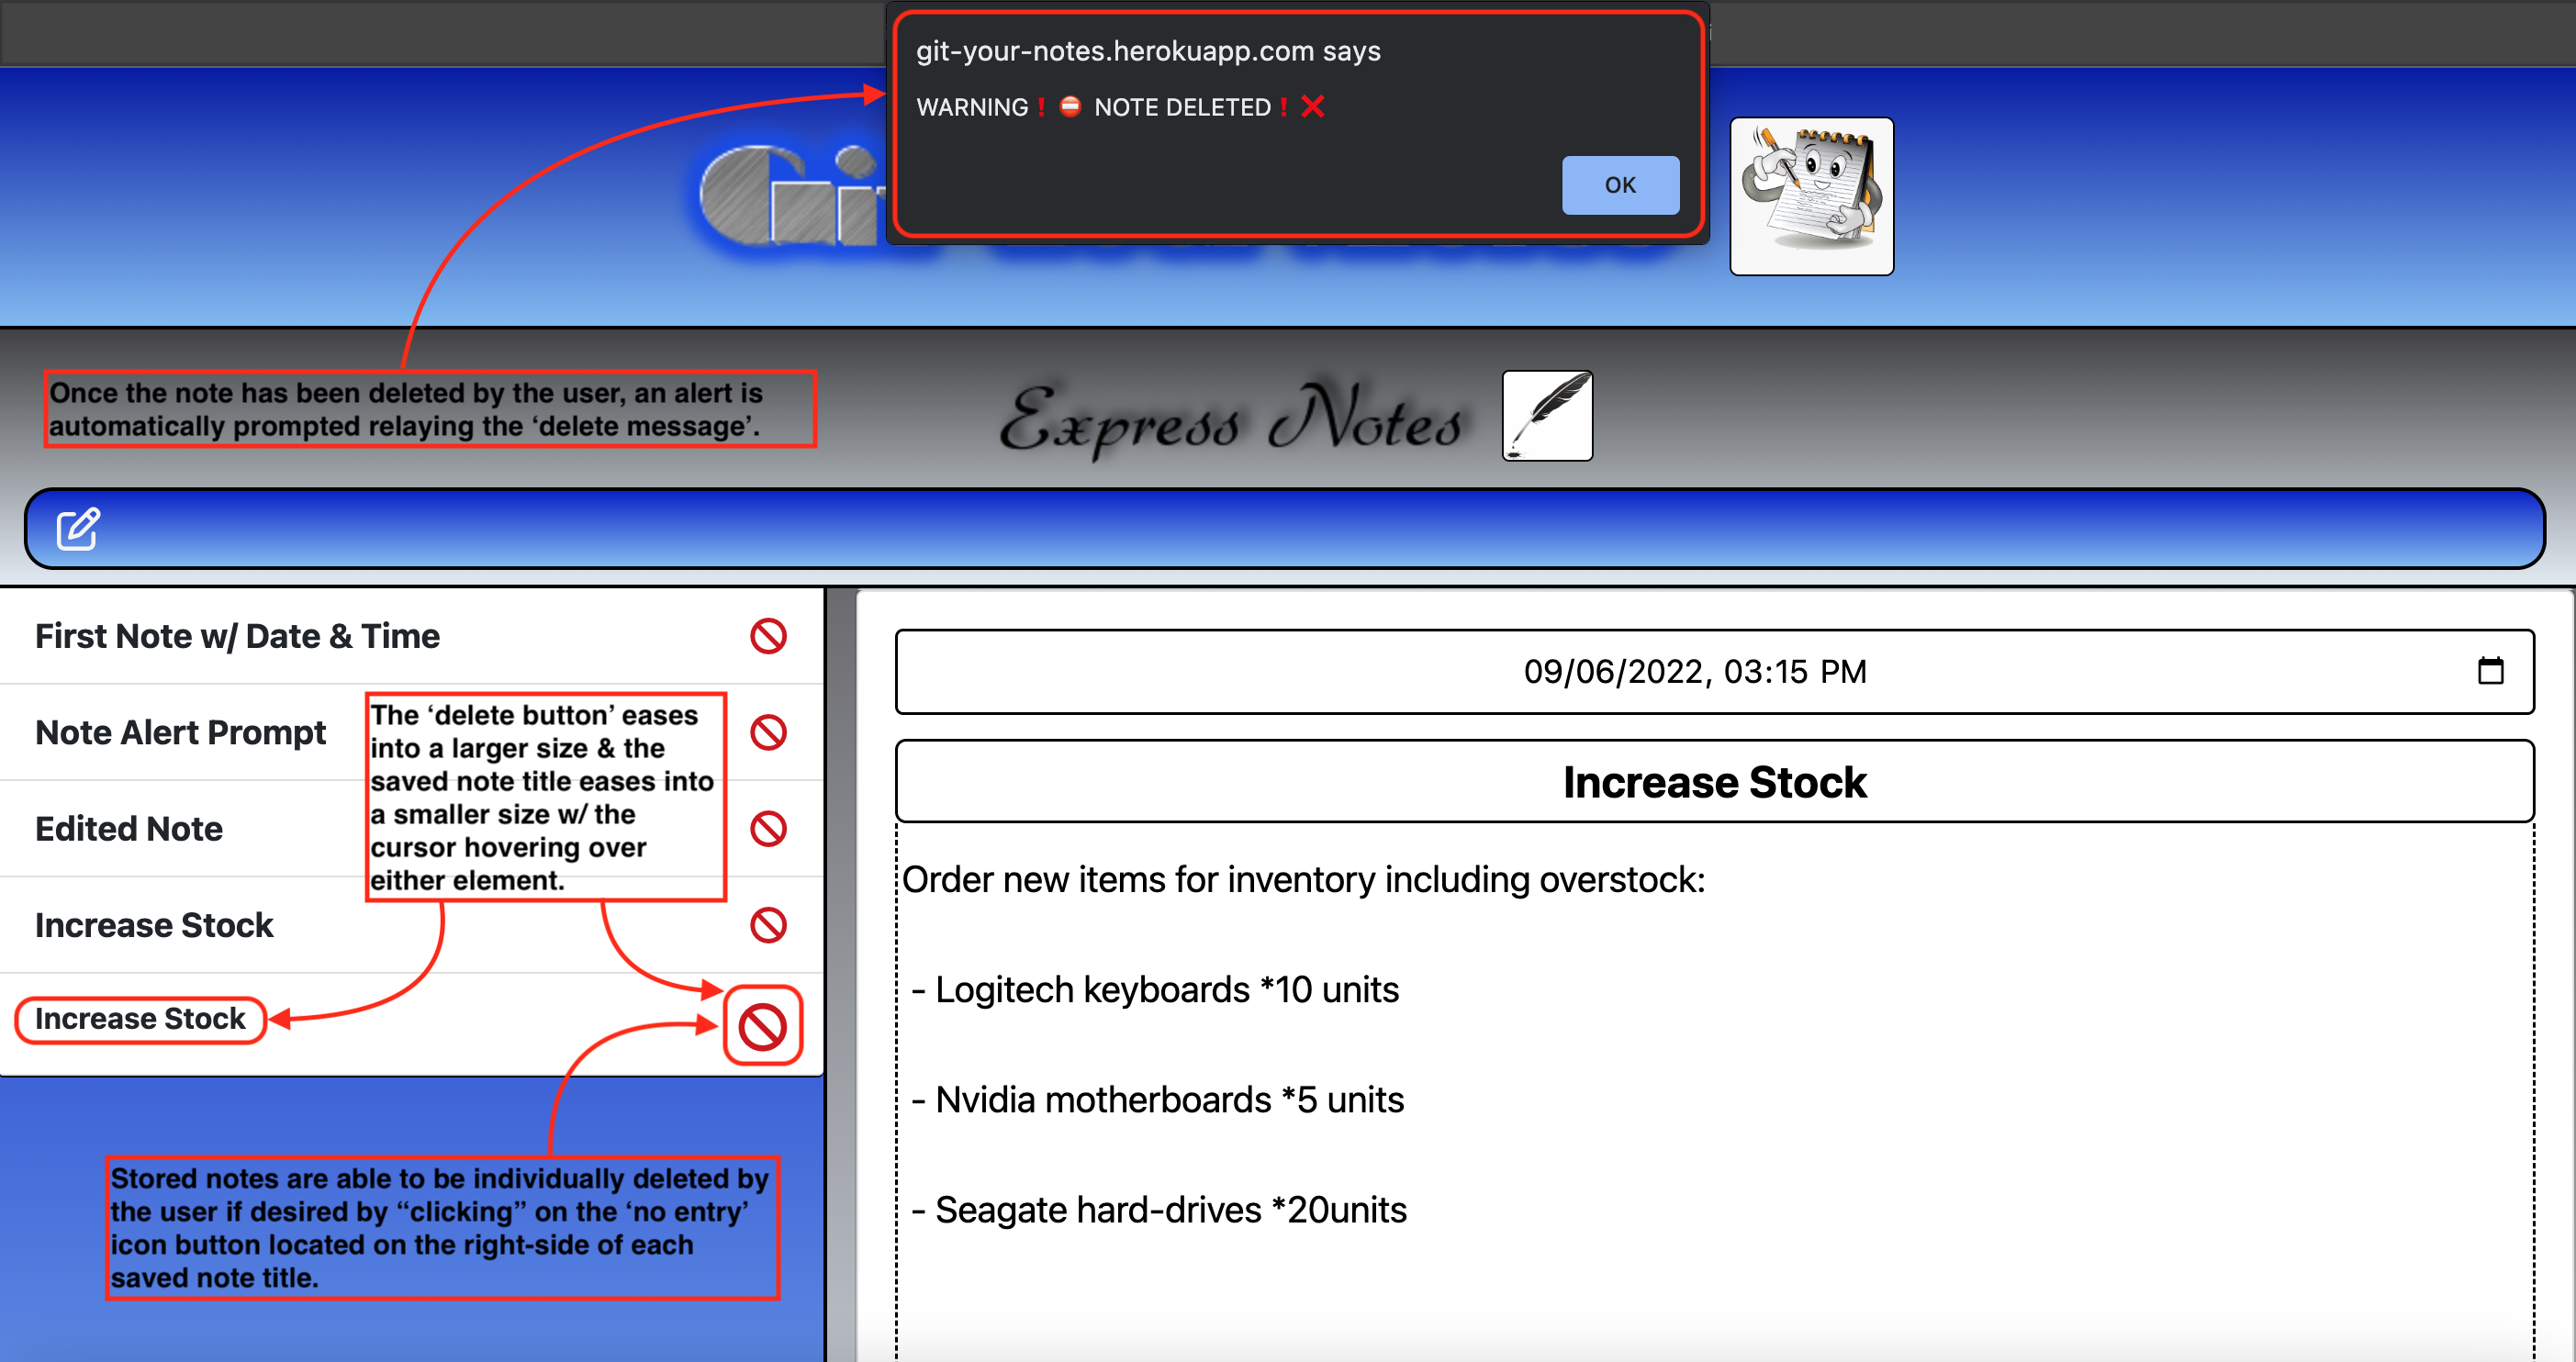 git-your-notes.herokuapp.com says
WARNING❗ ⛔ NOTE DELETED❗ ❌
OK
Once the note has been deleted by the user, an alert is
automatically prompted relaying the ‘delete message’.
Express Notes
First Note w/ Date & Time
Note Alert Prompt
Edited Note
Increase Stock
Increase Stock
The ‘delete button’ eases
into a larger size & the
saved note title eases into
a smaller size w/ the
cursor hovering over
either element.
Stored notes are able to be individually deleted by
the user if desired by “clicking” on the ‘no entry’
icon button located on the right-side of each
saved note title.
09/06/2022, 03:15 PM
Increase Stock
Order new items for inventory including overstock:
- Logitech keyboards *10 units
- Nvidia motherboards *5 units
- Seagate hard-drives *20units